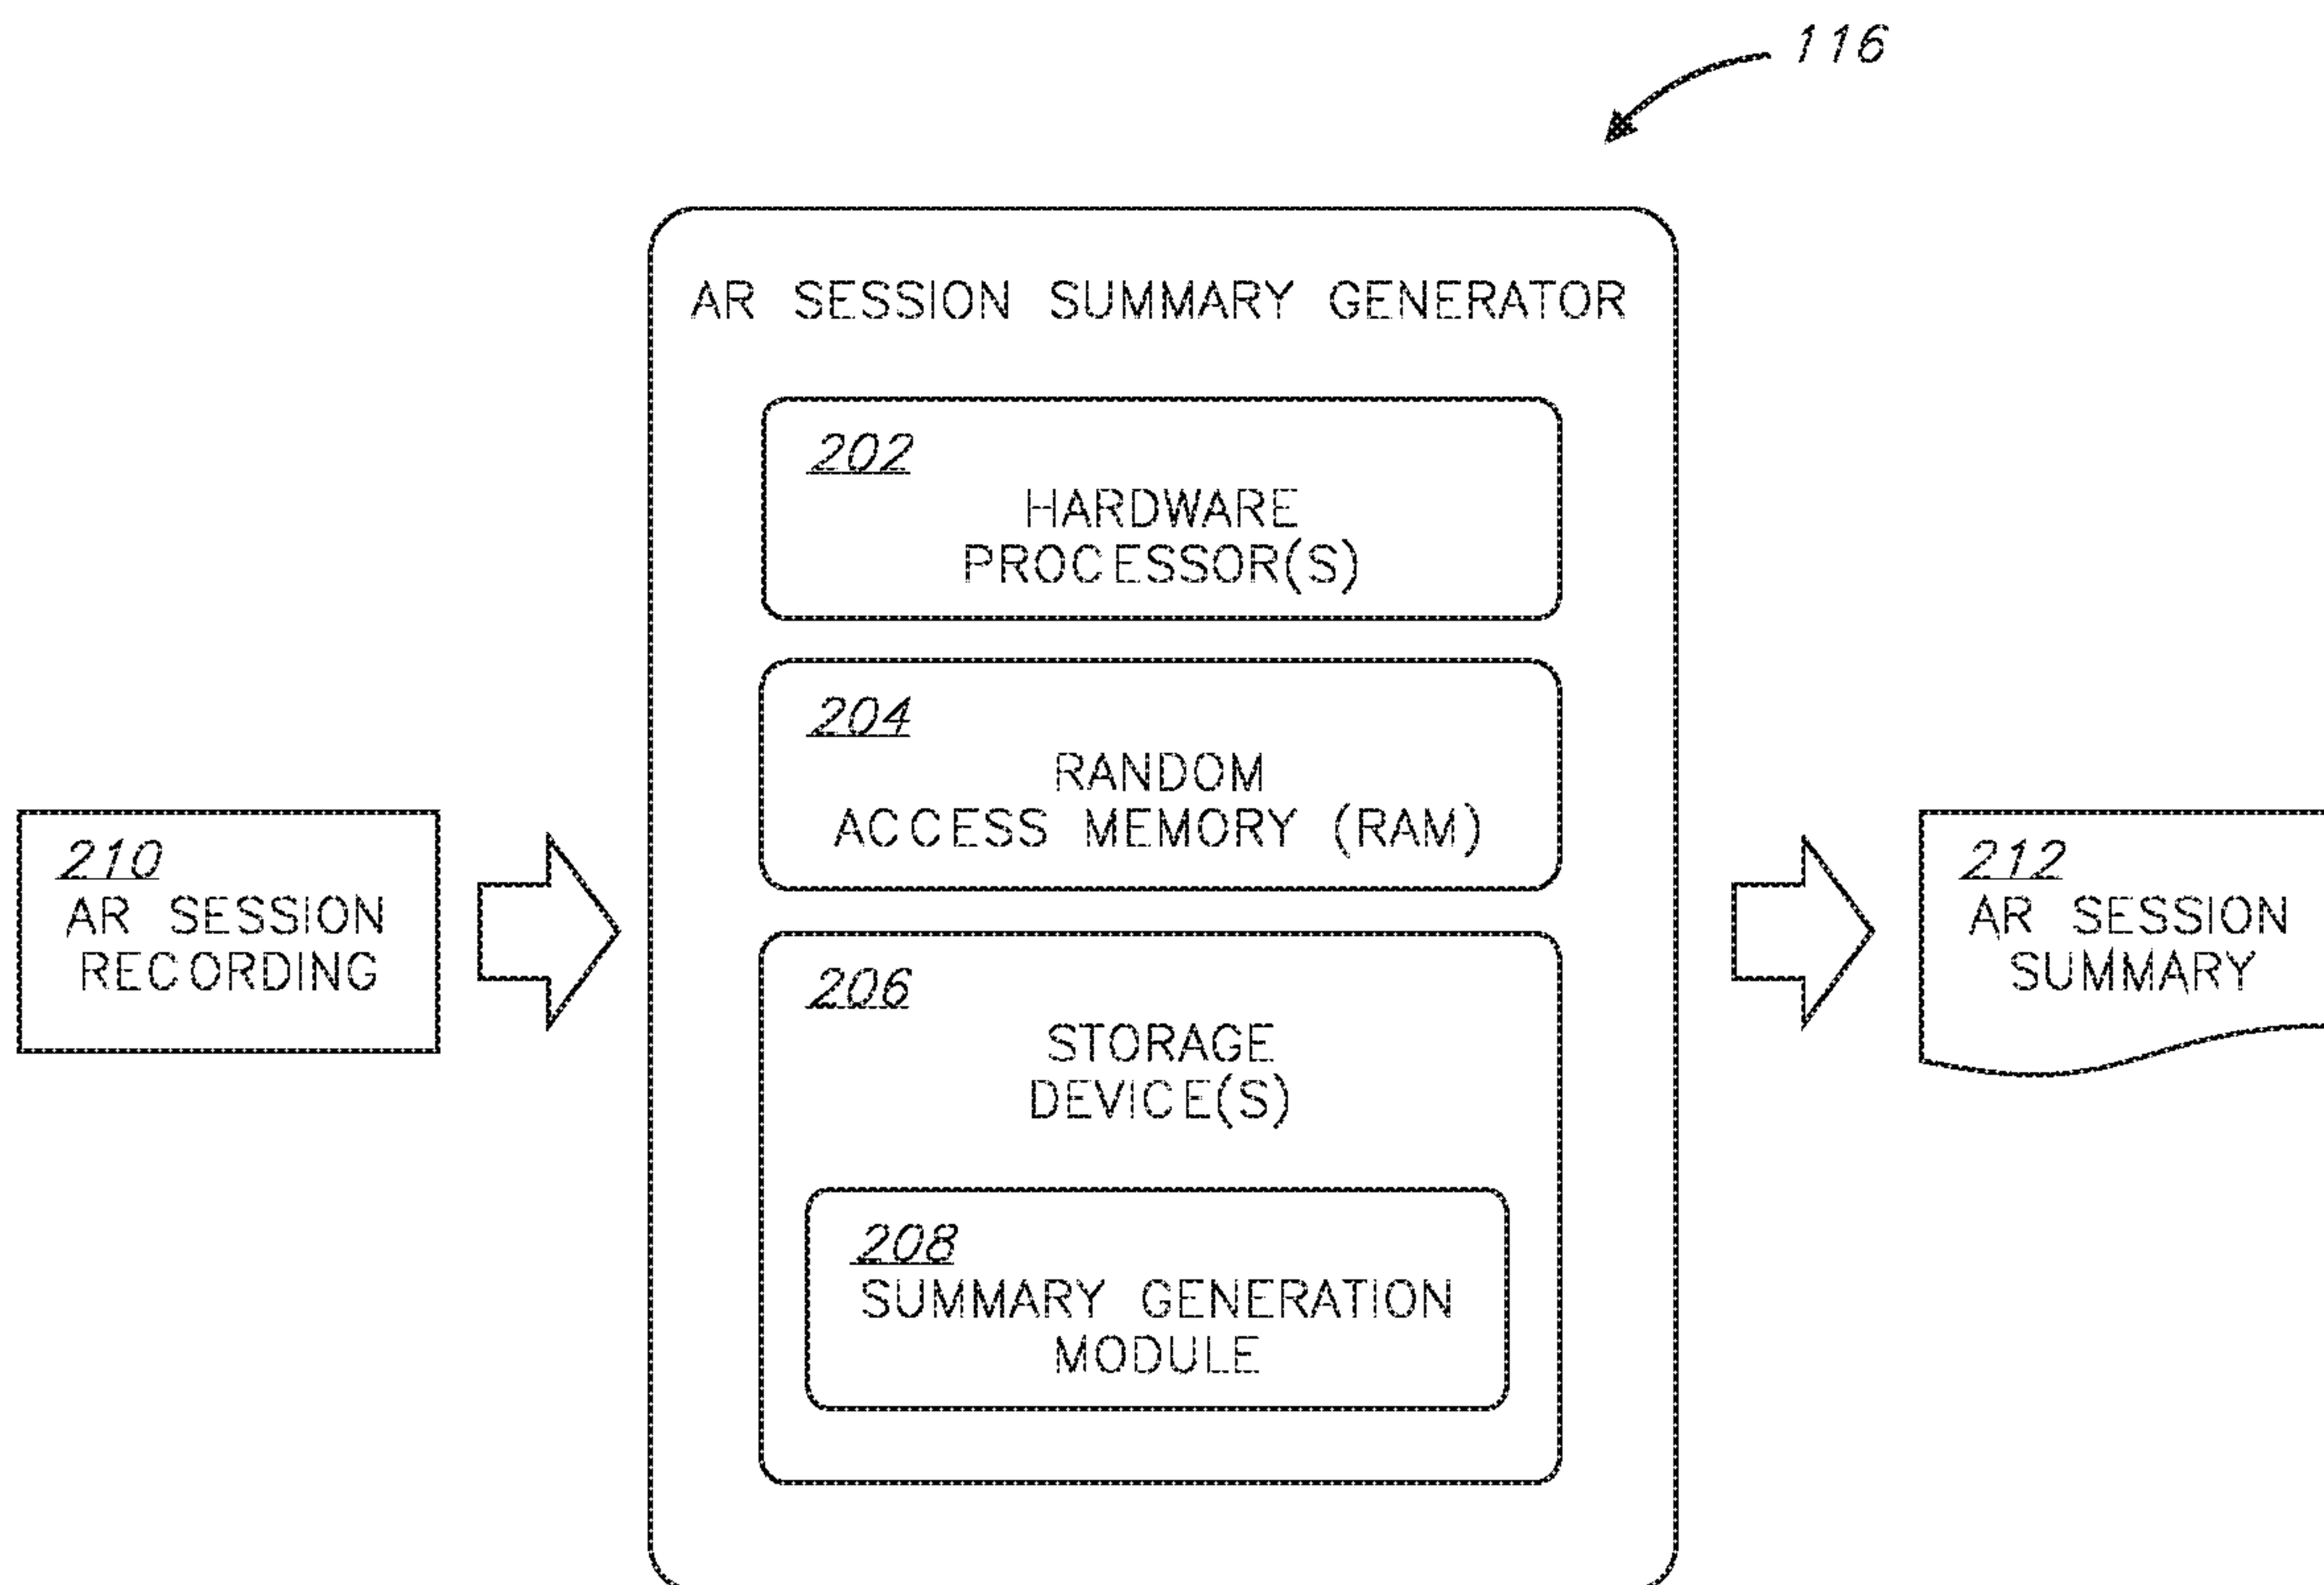 116
AR SESSION SUMMARY GENERATOR
202
HARDWARE
PROCESSOR(S)
204
RANDOM
ACCESS MEMORY (RAM)
210
AR SESSION
RECORDING
206
STORAGE
DEVICE(S)
208
SUMMARY GENERATION
MODULE
212
AR SESSION
SUMMARY